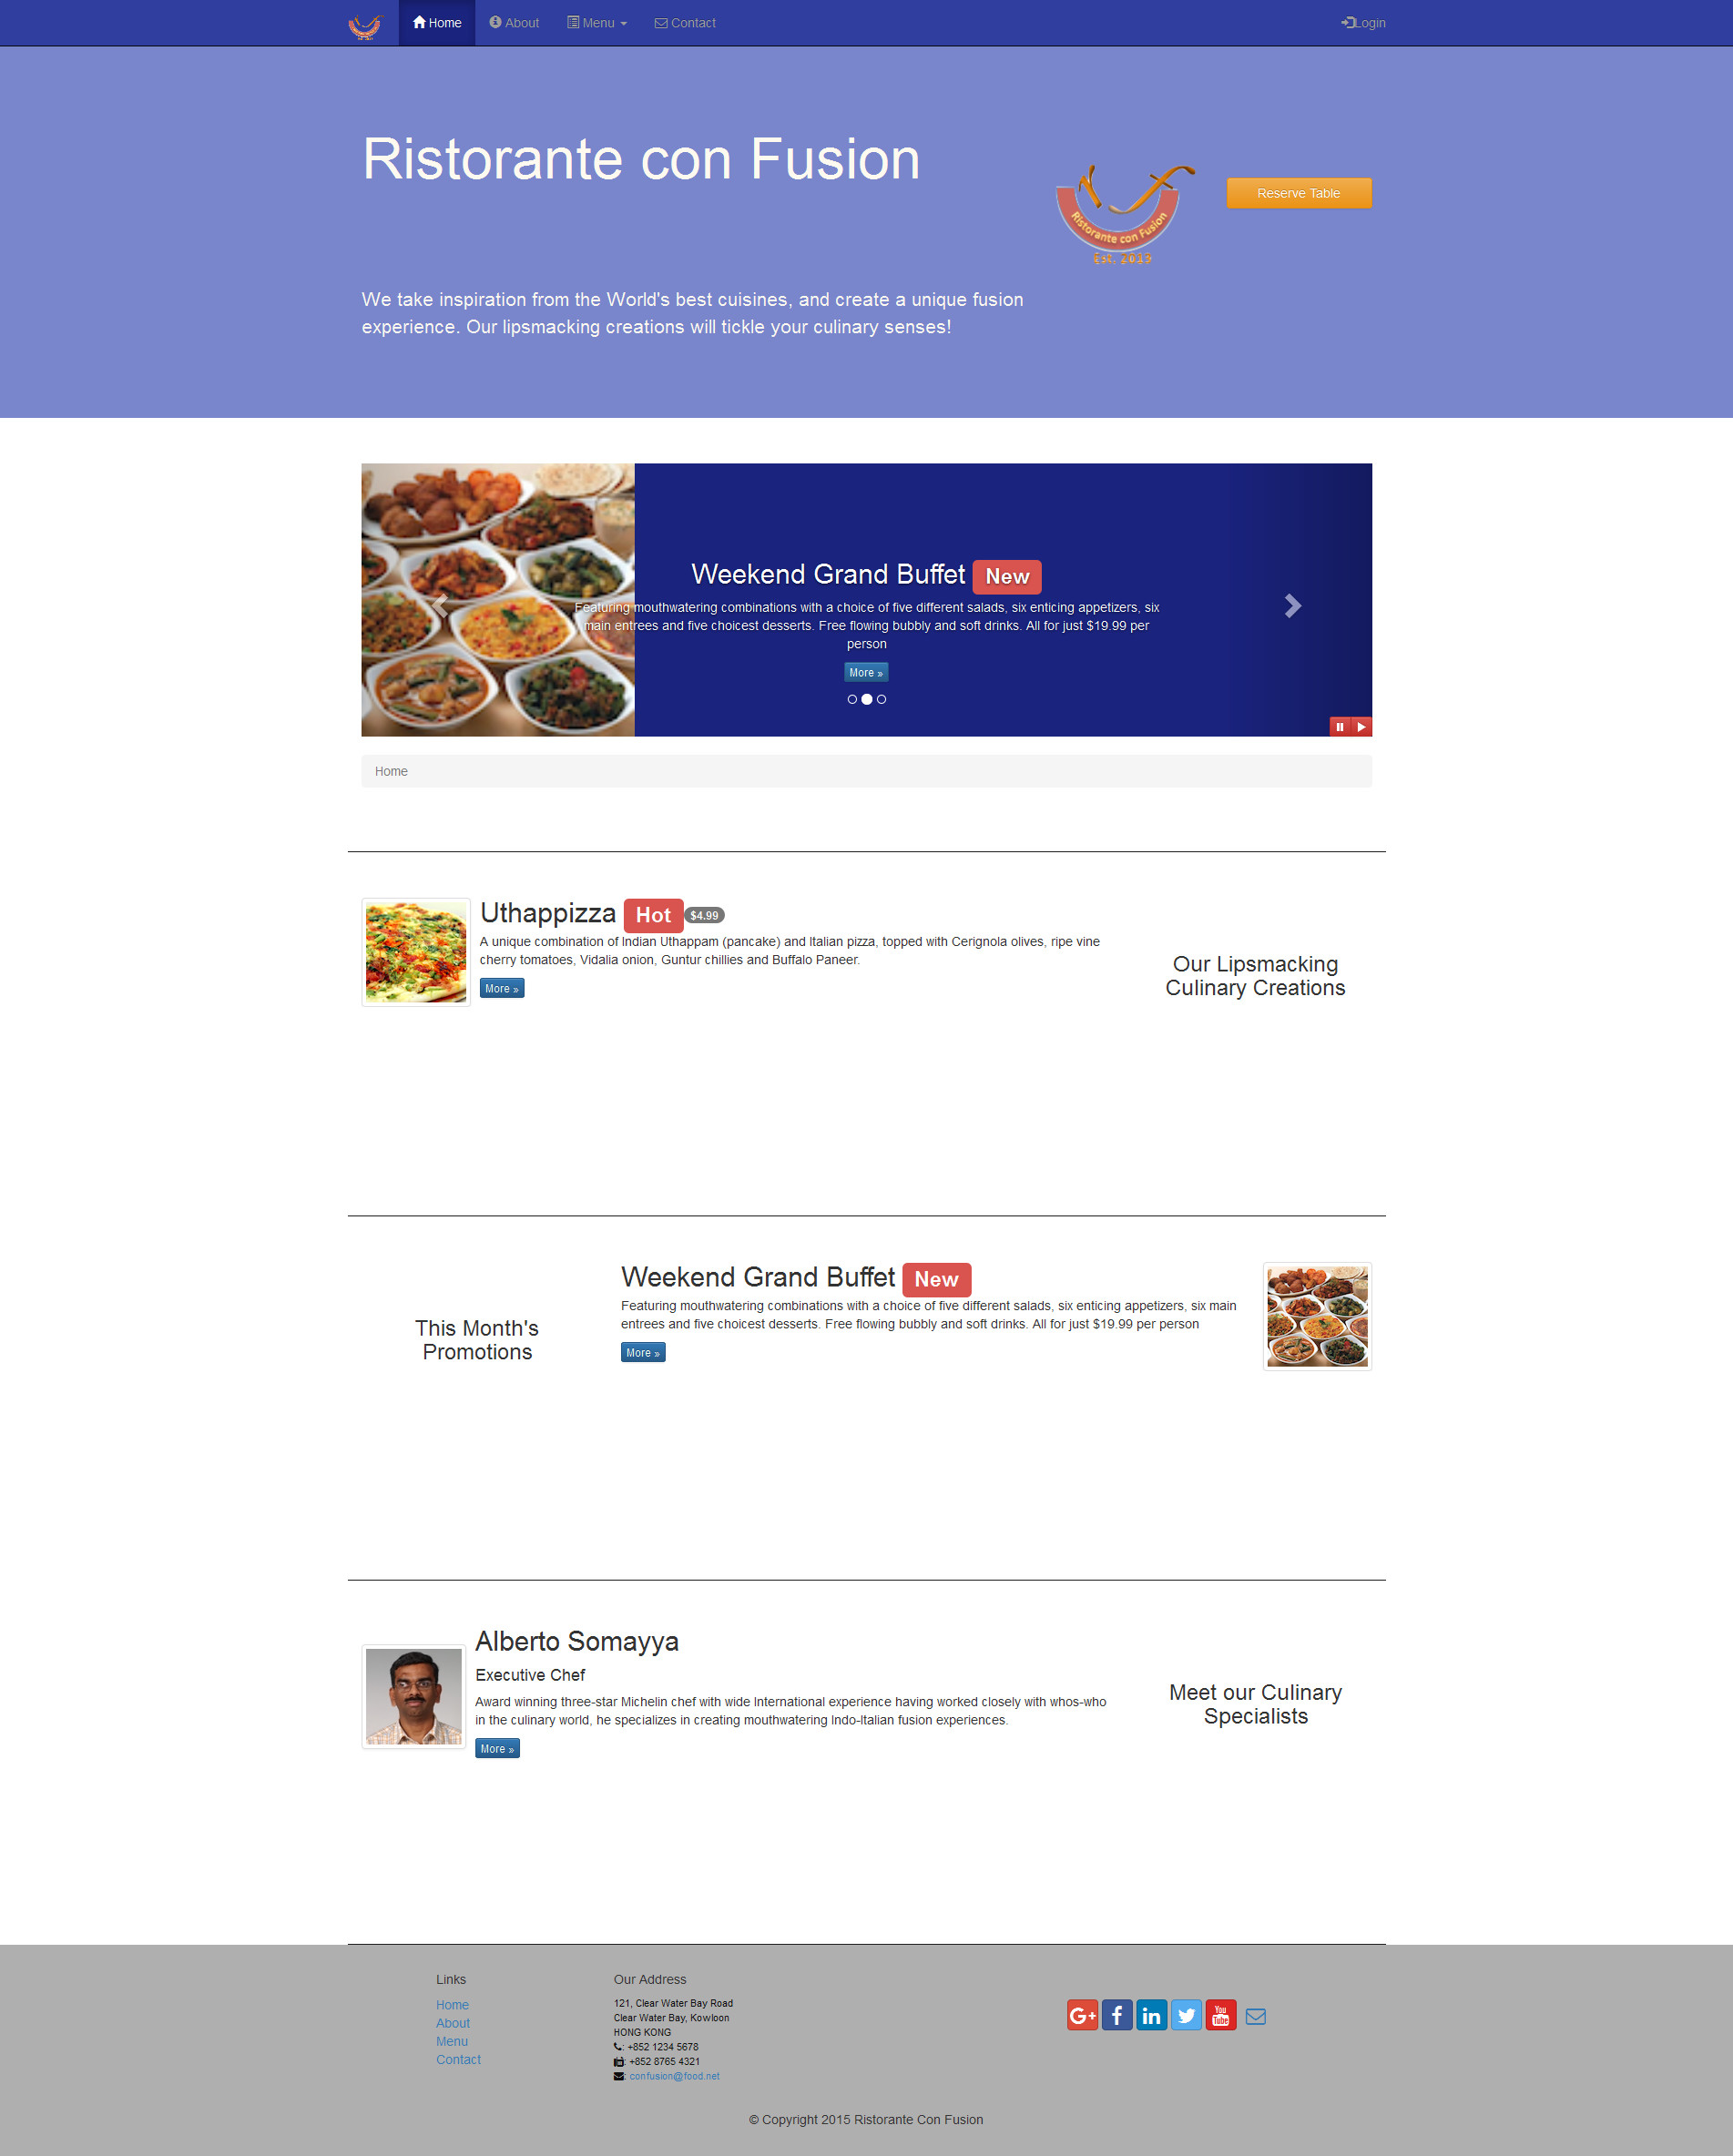 Home About Menu Contact Login
Ristorante con Fusion
Ristorante con Fusion
Est. 2015
Reserve Table
We take inspiration from the World's best cuisines, and create a unique fusion
experience. Our lipsmacking creations will tickle your culinary senses!
Weekend Grand Buffet New
Featuring mouthwatering combinations with a choice of five different salads, six enticing appetizers, six
main entrees and five choicest desserts. Free flowing bubbly and soft drinks. All for just $19.99 per
person
More »
Home
Uthappizza Hot $4.99
A unique combination of Indian Uthappam (pancake) and Italian pizza, topped with Cerignola olives, ripe vine
cherry tomatoes, Vidalia onion, Guntur chillies and Buffalo Paneer.
More »
Our Lipsmacking
Culinary Creations
This Month's
Promotions
Weekend Grand Buffet New
Featuring mouthwatering combinations with a choice of five different salads, six enticing appetizers, six main
entrees and five choicest desserts. Free flowing bubbly and soft drinks. All for just $19.99 per person
More »
Alberto Somayya
Executive Chef
Award winning three-star Michelin chef with wide International experience having worked closely with whos-who
in the culinary world, he specializes in creating mouthwatering Indo-Italian fusion experiences.
More »
Meet our Culinary
Specialists
Links
Home
About
Menu
Contact
Our Address
121, Clear Water Bay Road
Clear Water Bay, Kowloon
HONG KONG
: +852 1234 5678
: +852 8765 4321
: confusion@food.net
G+ f in You Tube
© Copyright 2015 Ristorante Con Fusion